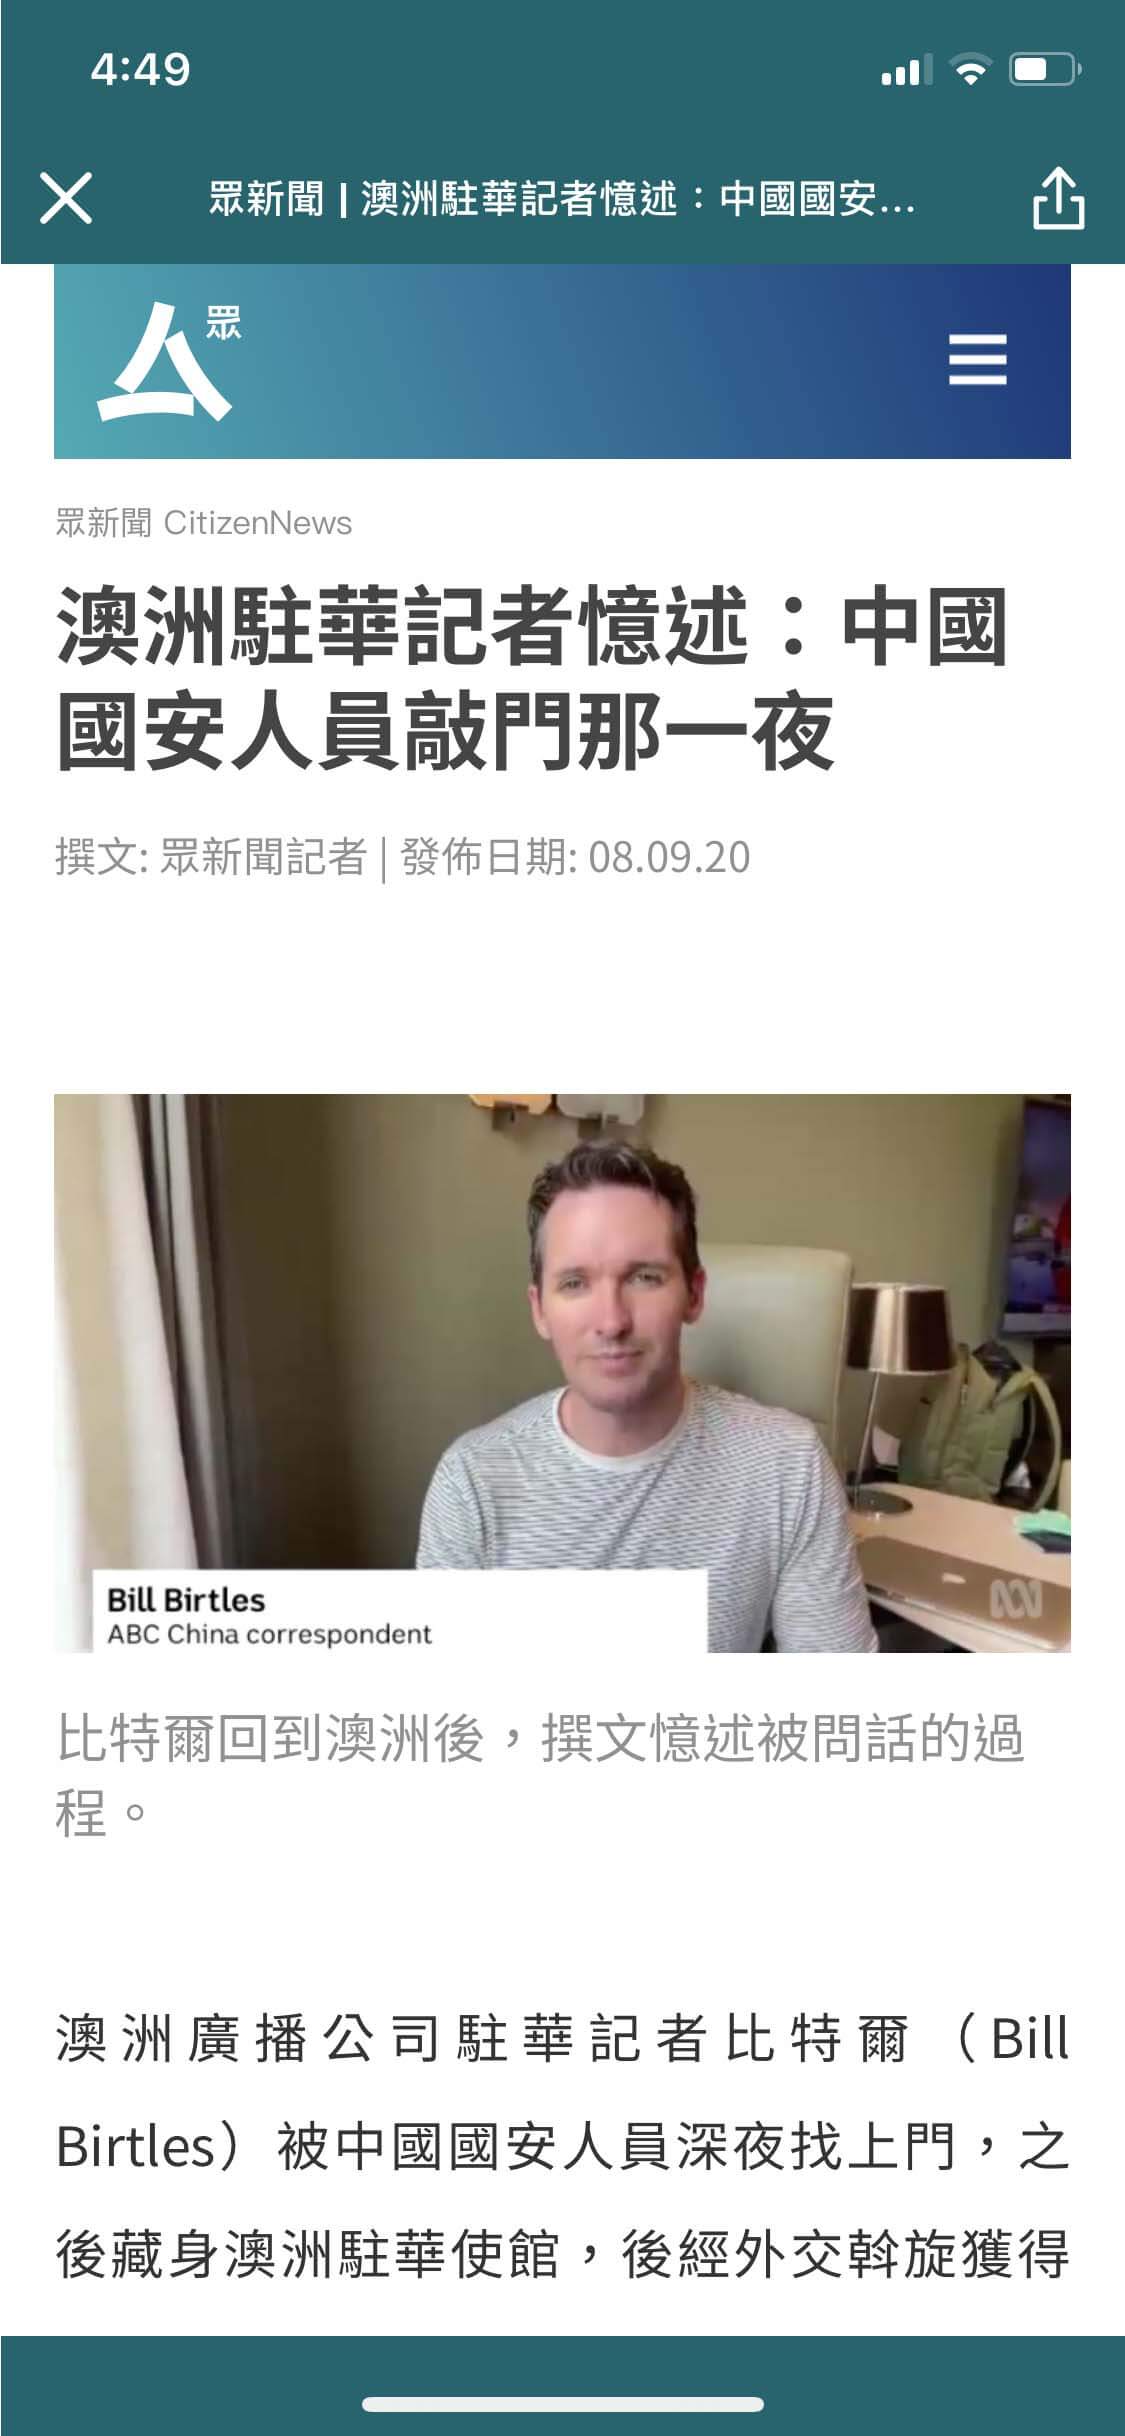 4:49
眾新聞 | 澳洲駐華記者憶述：中國國安...
眾
眾新聞 CitizenNews
澳洲駐華記者憶述：中國
國安人員敲門那一夜
撰文: 眾新聞記者 | 發佈日期: 08.09.20
Bill Birtles
ABC China correspondent
比特爾回到澳洲後，撰文憶述被問話的過
程。
澳洲廣播公司駐華記者比特爾（Bill
Birtles）被中國國安人員深夜找上門，之
後藏身澳洲駐華使館，後經外交斡旋獲得